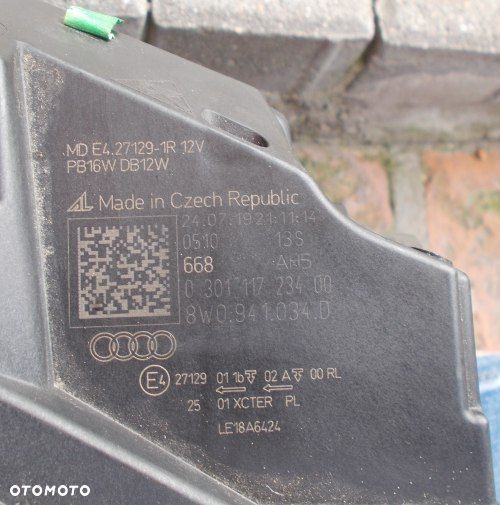 MD E4.27129-1R 12V
PB16W DB12W
AL Made in Czech Republic
24.07.1921:11:14
0510 13S
668 AH5
0 301 117 234 00
8W0.941.034.D
E4 27129 01 1b 02 A 00 RL
25 01 XCTER PL
LE18A6424
OTOMOTO